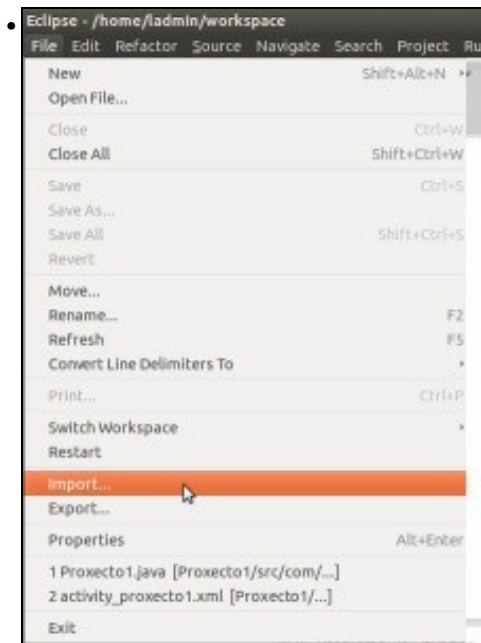 Eclipse - /home/ladmin/workspace
File Edit Refactor Source Navigate Search Project Ru
New Shift+Alt+N
Open File...
Close Ctrl+W
Close All Shift+Ctrl+W
Save Ctrl+S
Save As...
Save All Shift+Ctrl+S
Revert
Move...
Rename... F2
Refresh F5
Convert Line Delimiters To
Print... Ctrl+P
Switch Workspace
Restart
Import...
Export...
Properties Alt+Enter
1 Proxecto1.java [Proxecto1/src/com/...]
2 activity_proxecto1.xml [Proxecto1/...]
Exit